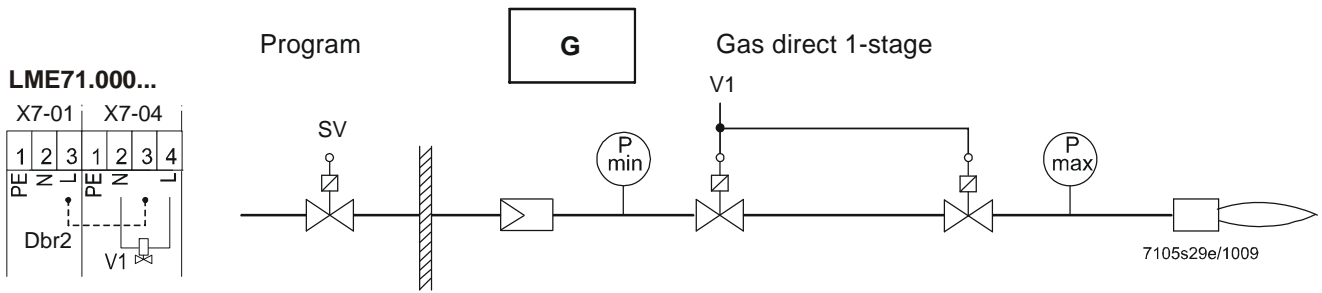 Program
G
Gas direct 1-stage
LME71.000...
X7-01 X7-04
1 2 3 1 2 3 4
PE N L PE N L
Dbr2
V1
SV
P min
V1
P max
7105s29e/1009